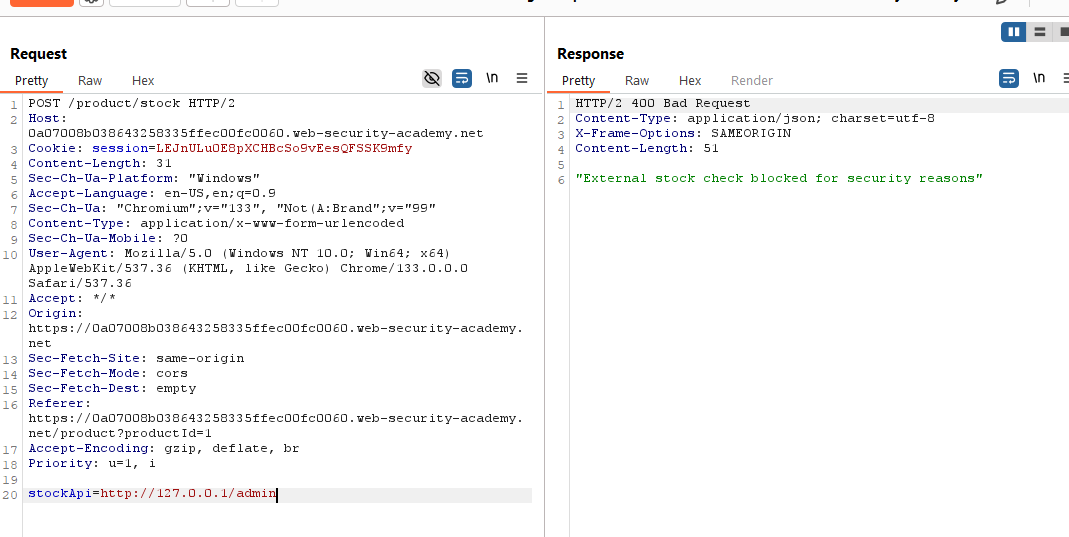 Request
Pretty Raw Hex \n
1 POST /product/stock HTTP/2
2 Host:
0a07008b038643258335ffec00fc0060.web-security-academy.net
3 Cookie: session=LEJnULu0E8pXCHBcSo9vEesQFSSK9mfy
4 Content-Length: 31
5 Sec-Ch-Ua-Platform: "Windows"
6 Accept-Language: en-US,en;q=0.9
7 Sec-Ch-Ua: "Chromium";v="133", "Not(A:Brand";v="99"
8 Content-Type: application/x-www-form-urlencoded
9 Sec-Ch-Ua-Mobile: ?0
10 User-Agent: Mozilla/5.0 (Windows NT 10.0; Win64; x64)
AppleWebKit/537.36 (KHTML, like Gecko) Chrome/133.0.0.0
Safari/537.36
11 Accept: */*
12 Origin:
https://0a07008b038643258335ffec00fc0060.web-security-academy.
net
13 Sec-Fetch-Site: same-origin
14 Sec-Fetch-Mode: cors
15 Sec-Fetch-Dest: empty
16 Referer:
https://0a07008b038643258335ffec00fc0060.web-security-academy.
net/product?productId=1
17 Accept-Encoding: gzip, deflate, br
18 Priority: u=1, i
19
20 stockApi=http://127.0.0.1/admin
Response
Pretty Raw Hex Render \n
1 HTTP/2 400 Bad Request
2 Content-Type: application/json; charset=utf-8
3 X-Frame-Options: SAMEORIGIN
4 Content-Length: 51
5
6 "External stock check blocked for security reasons"